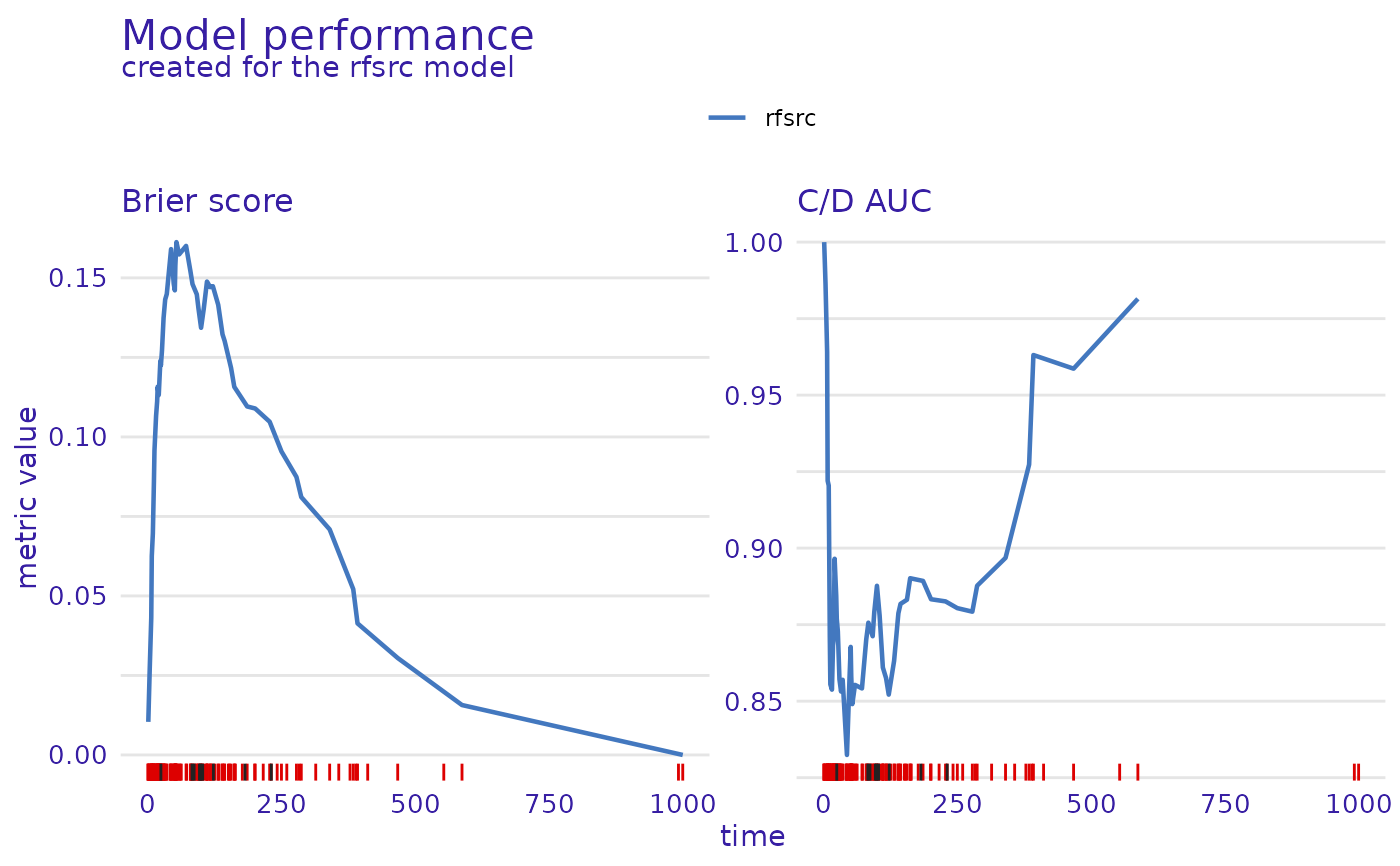 Model performance
created for the rfsrc model
rfsrc
Brier score
C/D AUC
metric value
0.15
0.10
0.05
0.00
1.00
0.95
0.90
0.85
0 250 500 750 1000
0 250 500 750 1000
time